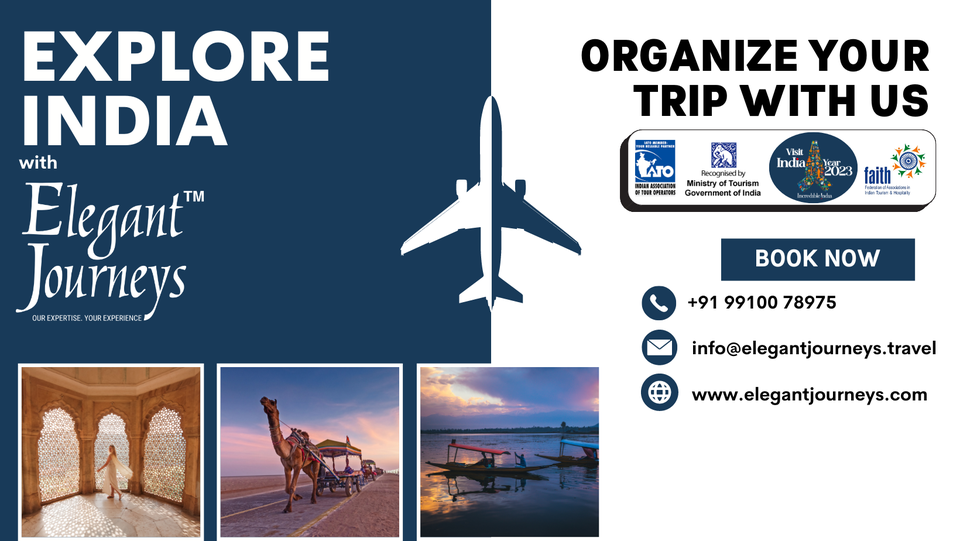 EXPLORE
INDIA
with
Elegant™
Journeys
OUR EXPERTISE. YOUR EXPERIENCE
ORGANIZE YOUR
TRIP WITH US
IATO
INDIAN ASSOCIATION
OF TOUR OPERATORS
Recognised by
Ministry of Tourism
Government of India
Visit
India Year
2023
Incredible India
faith
Federation of Associations in
Indian Tourism & Hospitality
BOOK NOW
+91 99100 78975
info@elegantjourneys.travel
www.elegantjourneys.com